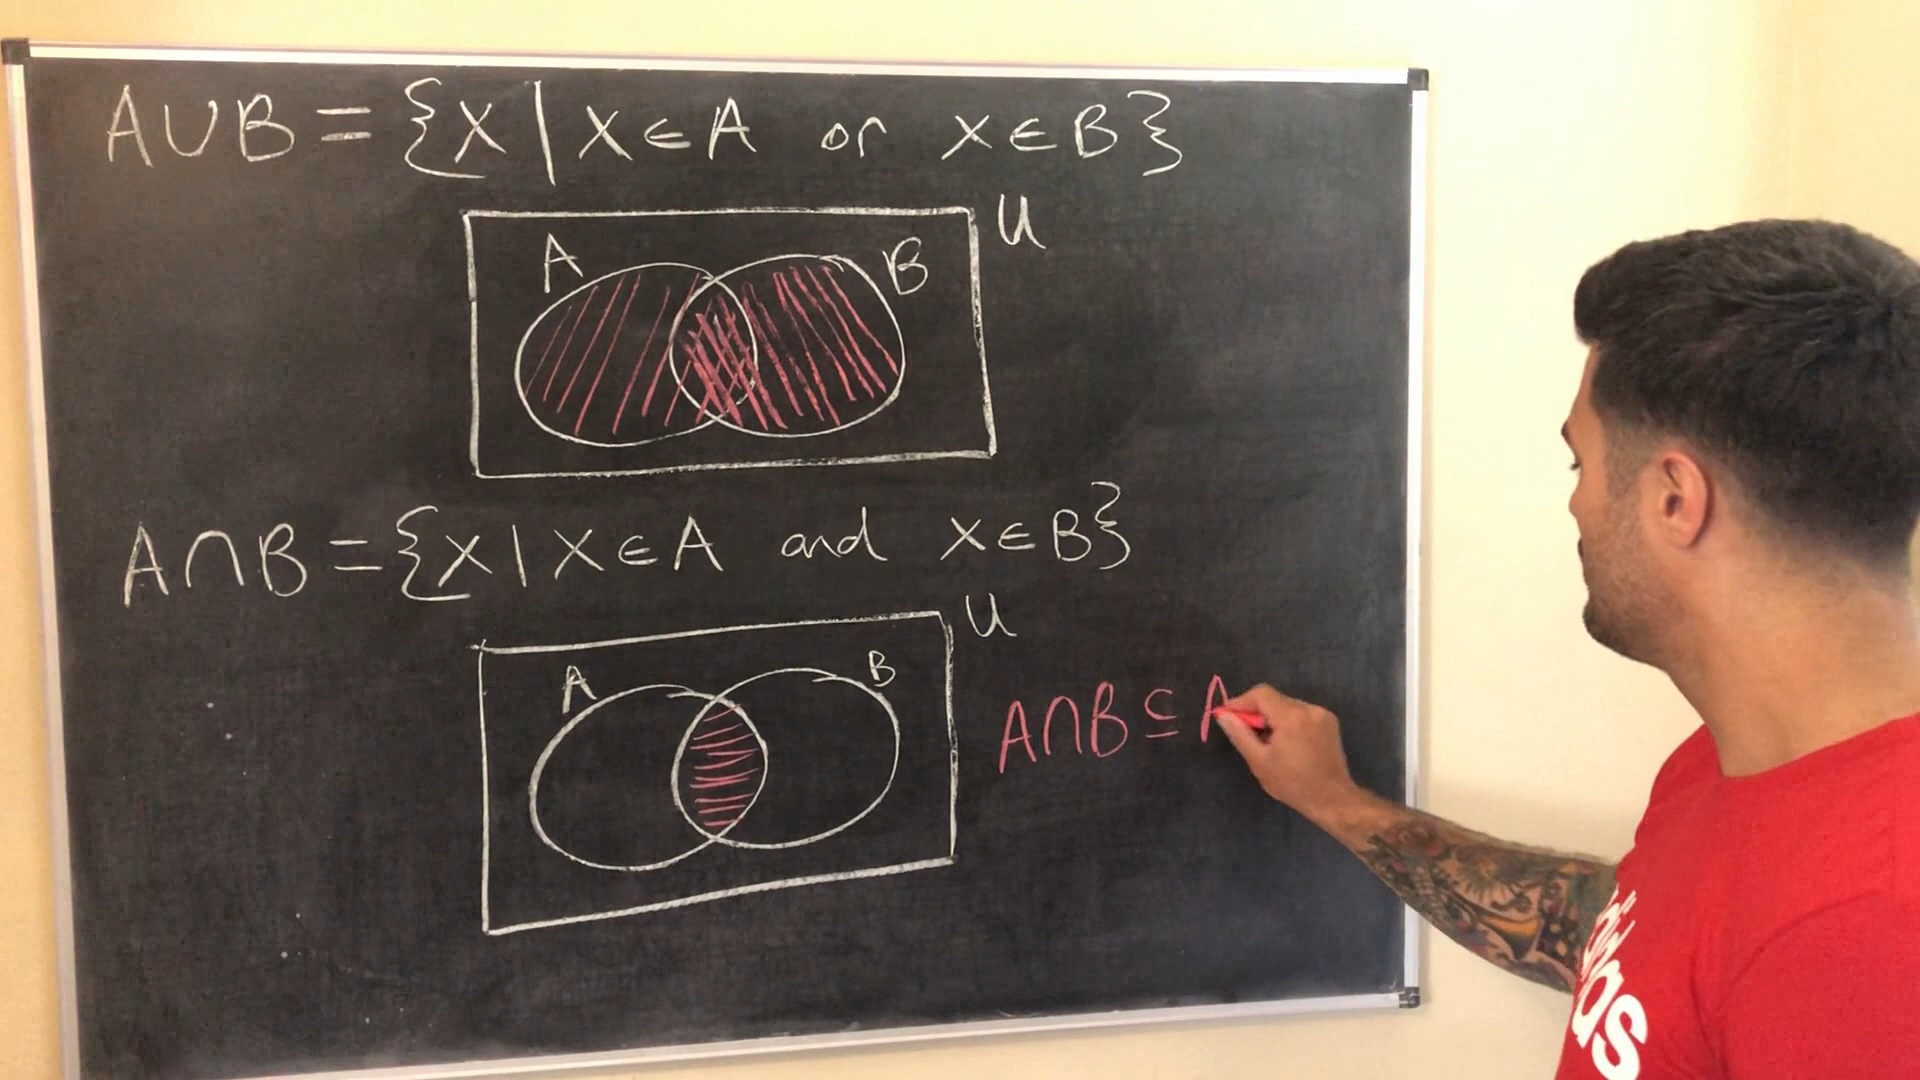 A∪B = {x | x∈A or x∈B}
U
A B
A∩B = {x | x∈A and x∈B}
U
A B
A∩B ⊆ A